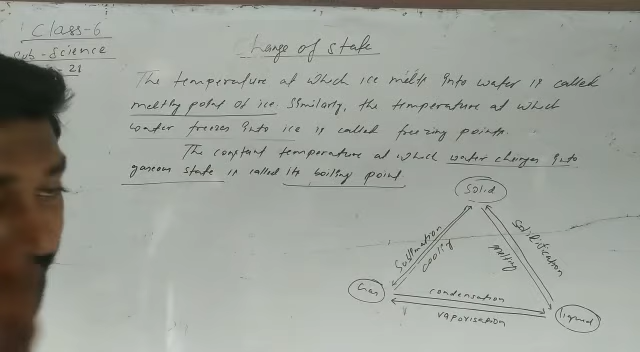 Class-6
Sub-Science
21
Change of state
The temperature at which ice melts into water is called
melting point of ice. Similarly, the temperature at which
water freezes into ice is called freezing points.
The constant temperature at which water changes into
gaseous state is called its boiling point
Solid
Sublimation
cooling
Solidification
melting
Gas
condensation
vaporisation
liquid